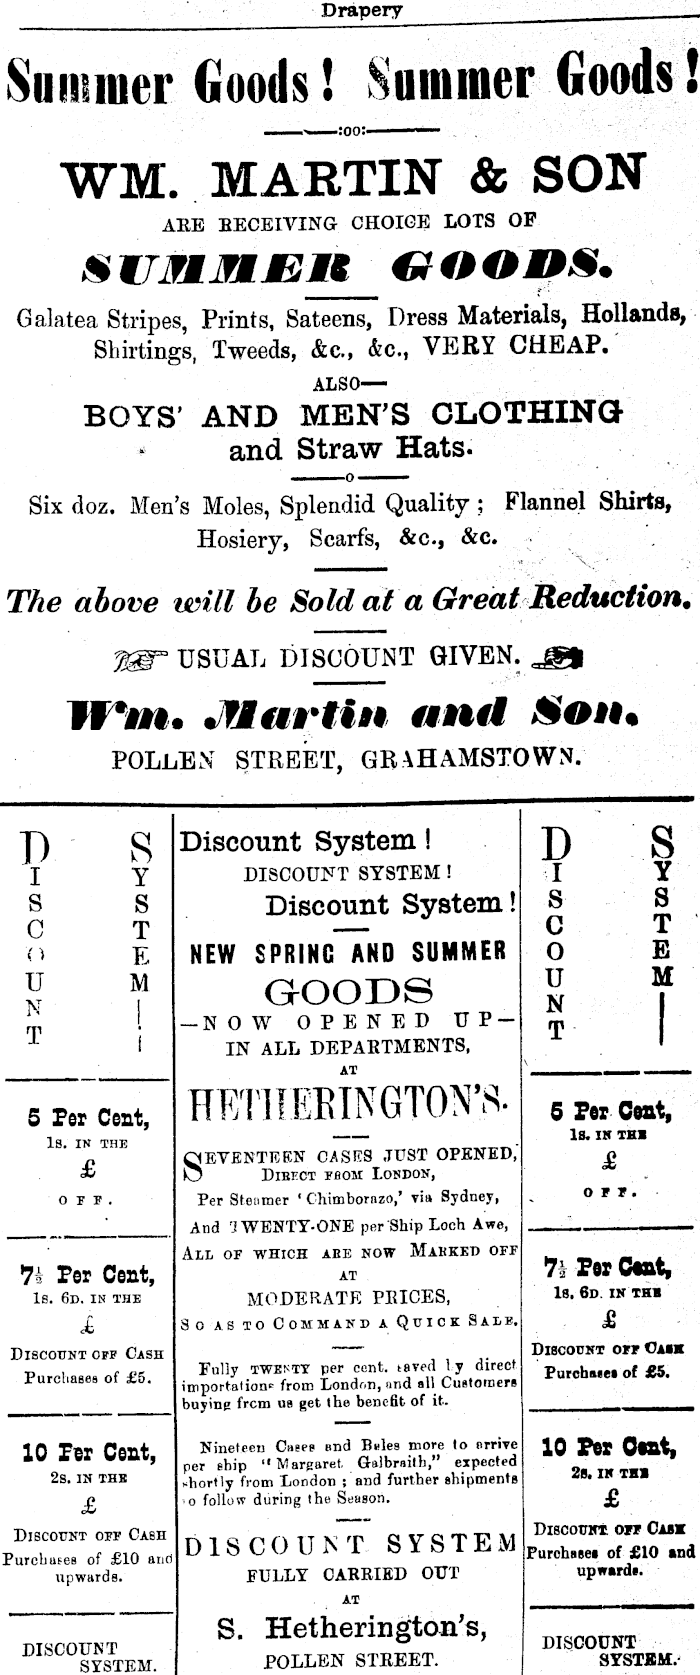 Drapery
Summer Goods! Summer Goods!
:oo:
WM. MARTIN & SON
ARE RECEIVING CHOICE LOTS OF
SUMMER GOODS.
Galatea Stripes, Prints, Sateens, Dress Materials, Hollands,
Shirtings, Tweeds, &c., &c., VERY CHEAP.
ALSO—
BOYS' AND MEN'S CLOTHING
and Straw Hats.
—o—
Six doz. Men's Moles, Splendid Quality; Flannel Shirts,
Hosiery, Scarfs, &c., &c.
The above will be Sold at a Great Reduction.
USUAL DISCOUNT GIVEN.
Wm. Martin and Son.
POLLEN STREET, GRAHAMSTOWN.
DISCOUNT
SYSTEM!
5 Per Cent,
1s. IN THE
£
OFF.
7½ Per Cent,
1s. 6D. IN THE
£
DISCOUNT OFF CASH
Purchases of £5.
10 Per Cent,
2s. IN THE
£
DISCOUNT OFF CASH
Purchases of £10 and
upwards.
DISCOUNT
SYSTEM.
Discount System!
DISCOUNT SYSTEM!
Discount System!
NEW SPRING AND SUMMER
GOODS
—NOW OPENED UP—
IN ALL DEPARTMENTS,
AT
HETHERINGTON'S.
SEVENTEEN CASES JUST OPENED,
DIRECT FROM LONDON,
Per Steamer 'Chimborazo,' via Sydney,
And TWENTY-ONE per Ship Loch Awe,
ALL OF WHICH ARE NOW MARKED OFF
AT
MODERATE PRICES,
SO AS TO COMMAND A QUICK SALE.
Fully TWENTY per cent. saved by direct
importations from London, and all Customers
buying from us get the benefit of it.
Nineteen Cases and Bales more to arrive
per ship "Margaret Galbraith," expected
shortly from London; and further shipments
to follow during the Season.
DISCOUNT SYSTEM
FULLY CARRIED OUT
AT
S. Hetherington's,
POLLEN STREET.
DISCOUNT
SYSTEM
5 Per Cent,
1s. IN THE
£
OFF.
7½ Per Cent,
1s. 6D. IN THE
£
DISCOUNT OFF CASH
Purchases of £5.
10 Per Cent,
2s. IN THE
£
DISCOUNT OFF CASH
Purchases of £10 and
upwards.
DISCOUNT
SYSTEM.